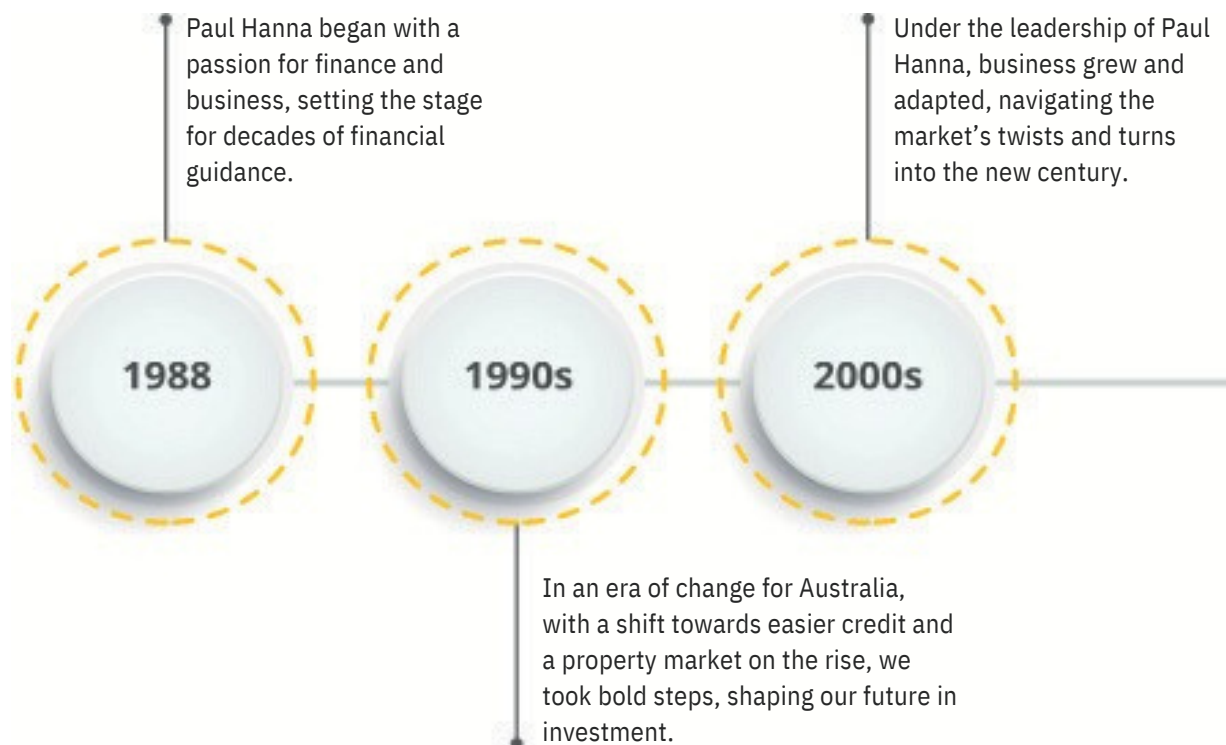 Paul Hanna began with a
passion for finance and
business, setting the stage
for decades of financial
guidance.
Under the leadership of Paul
Hanna, business grew and
adapted, navigating the
market’s twists and turns
into the new century.
1988
1990s
2000s
In an era of change for Australia,
with a shift towards easier credit and
a property market on the rise, we
took bold steps, shaping our future in
investment.